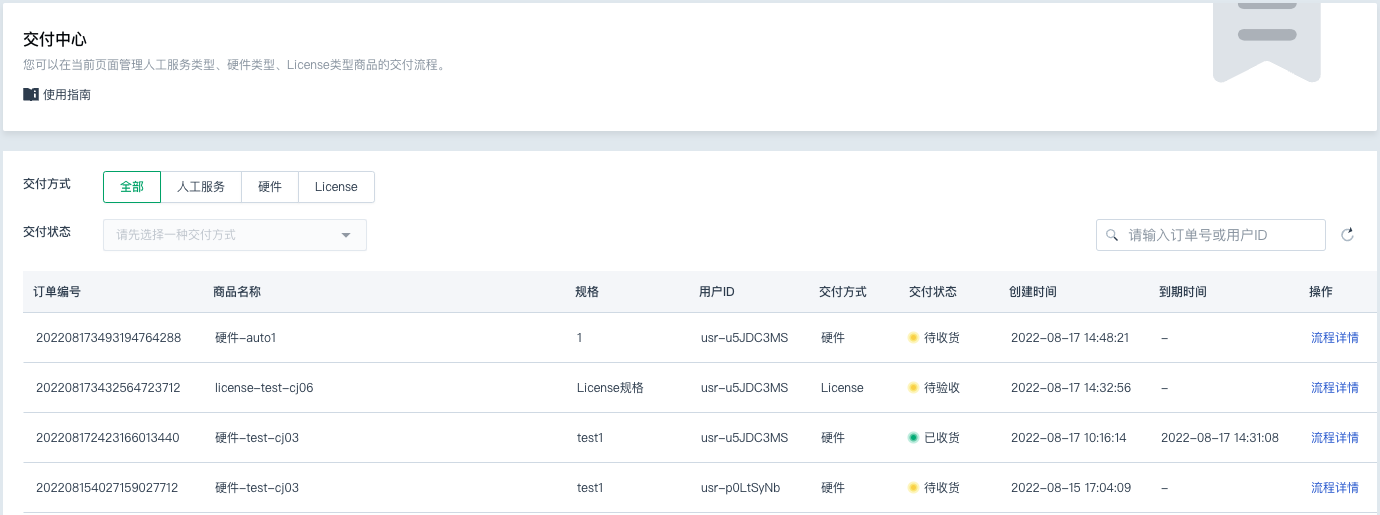 交付中心
您可以在当前页面管理人工服务类型、硬件类型、License类型商品的交付流程。
使用指南
交付方式 全部 人工服务 硬件 License
交付状态 请先选择一种交付方式 请输入订单号或用户ID
订单编号 商品名称 规格 用户ID 交付方式 交付状态 创建时间 到期时间 操作
202208173493194764288 硬件-auto1 1 usr-u5JDC3MS 硬件 待收货 2022-08-17 14:48:21 - 流程详情
202208173432564723712 license-test-cj06 License规格 usr-u5JDC3MS License 待验收 2022-08-17 14:32:56 - 流程详情
202208172423166013440 硬件-test-cj03 test1 usr-u5JDC3MS 硬件 已收货 2022-08-17 10:16:14 2022-08-17 14:31:08 流程详情
202208154027159027712 硬件-test-cj03 test1 usr-p0LtSyNb 硬件 待收货 2022-08-15 17:04:09 - 流程详情